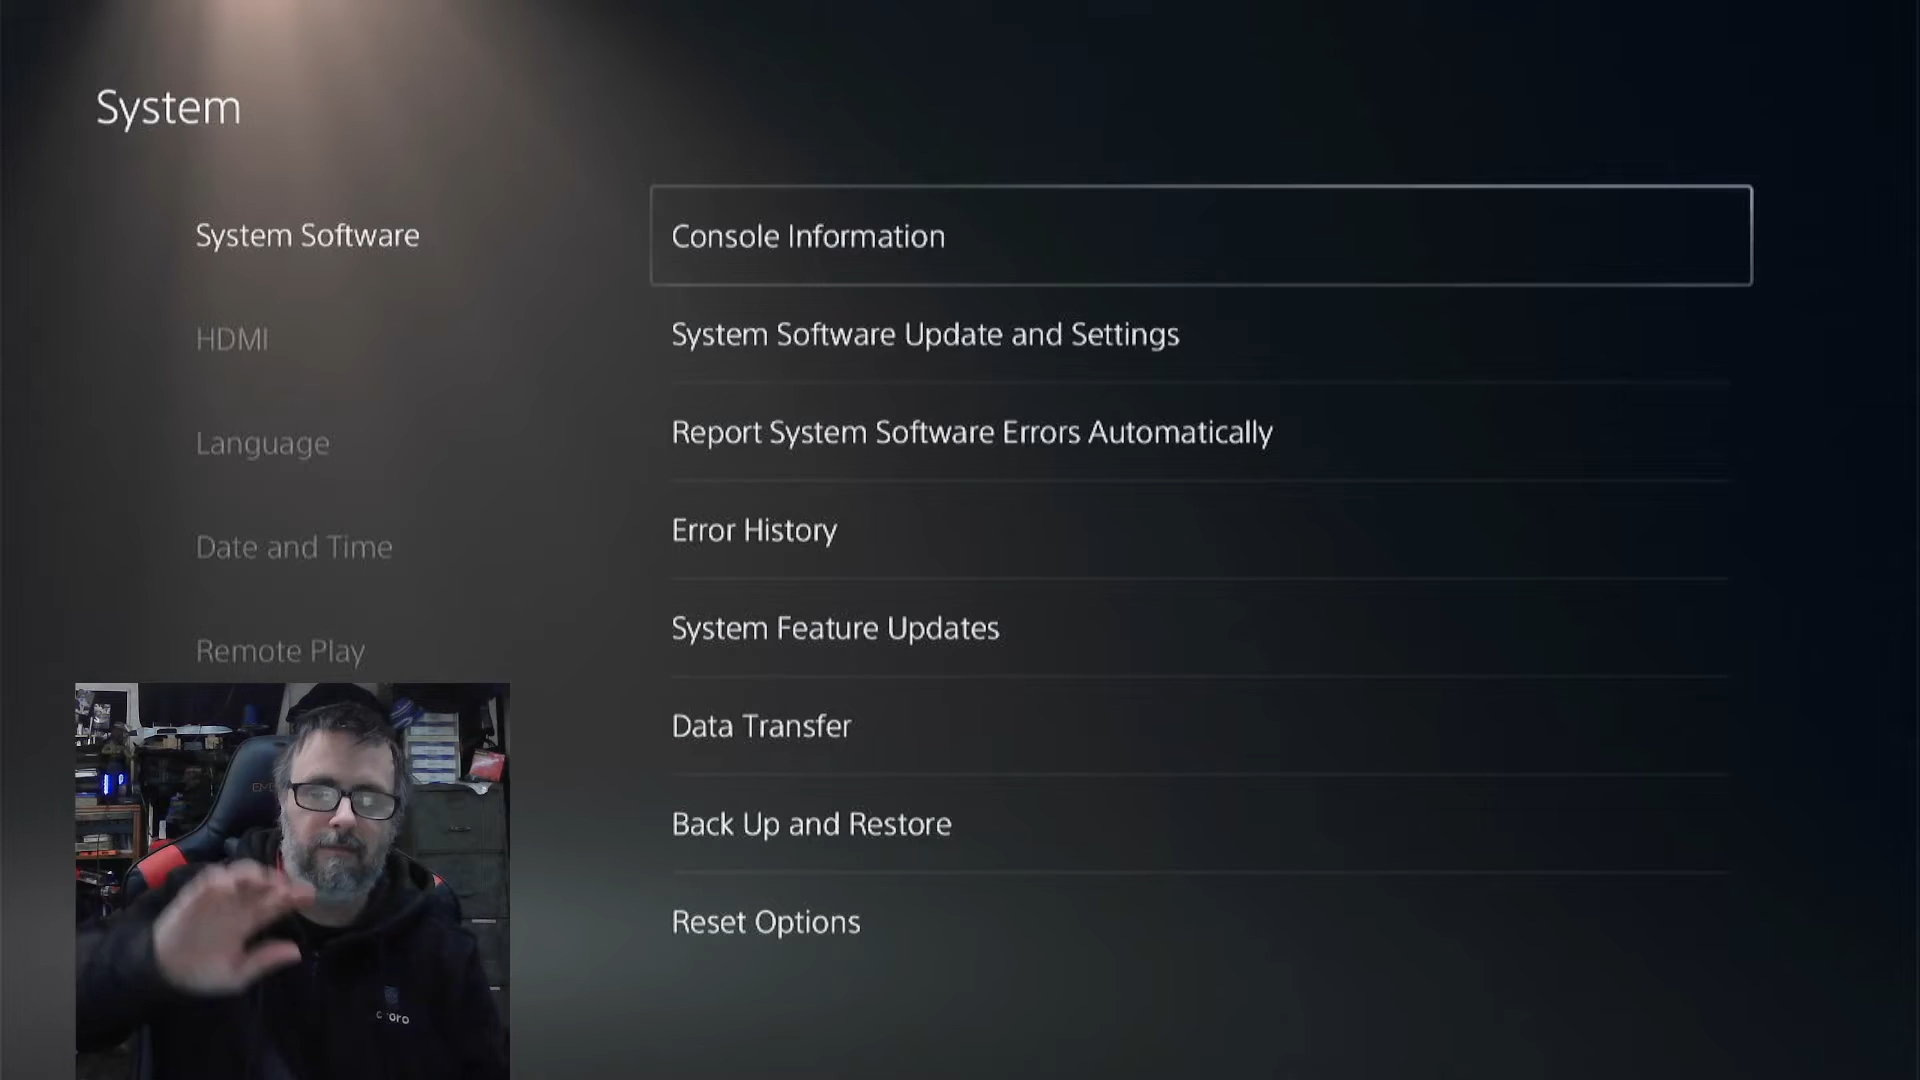 System
System Software
HDMI
Language
Date and Time
Remote Play
Console Information
System Software Update and Settings
Report System Software Errors Automatically
Error History
System Feature Updates
Data Transfer
Back Up and Restore
Reset Options